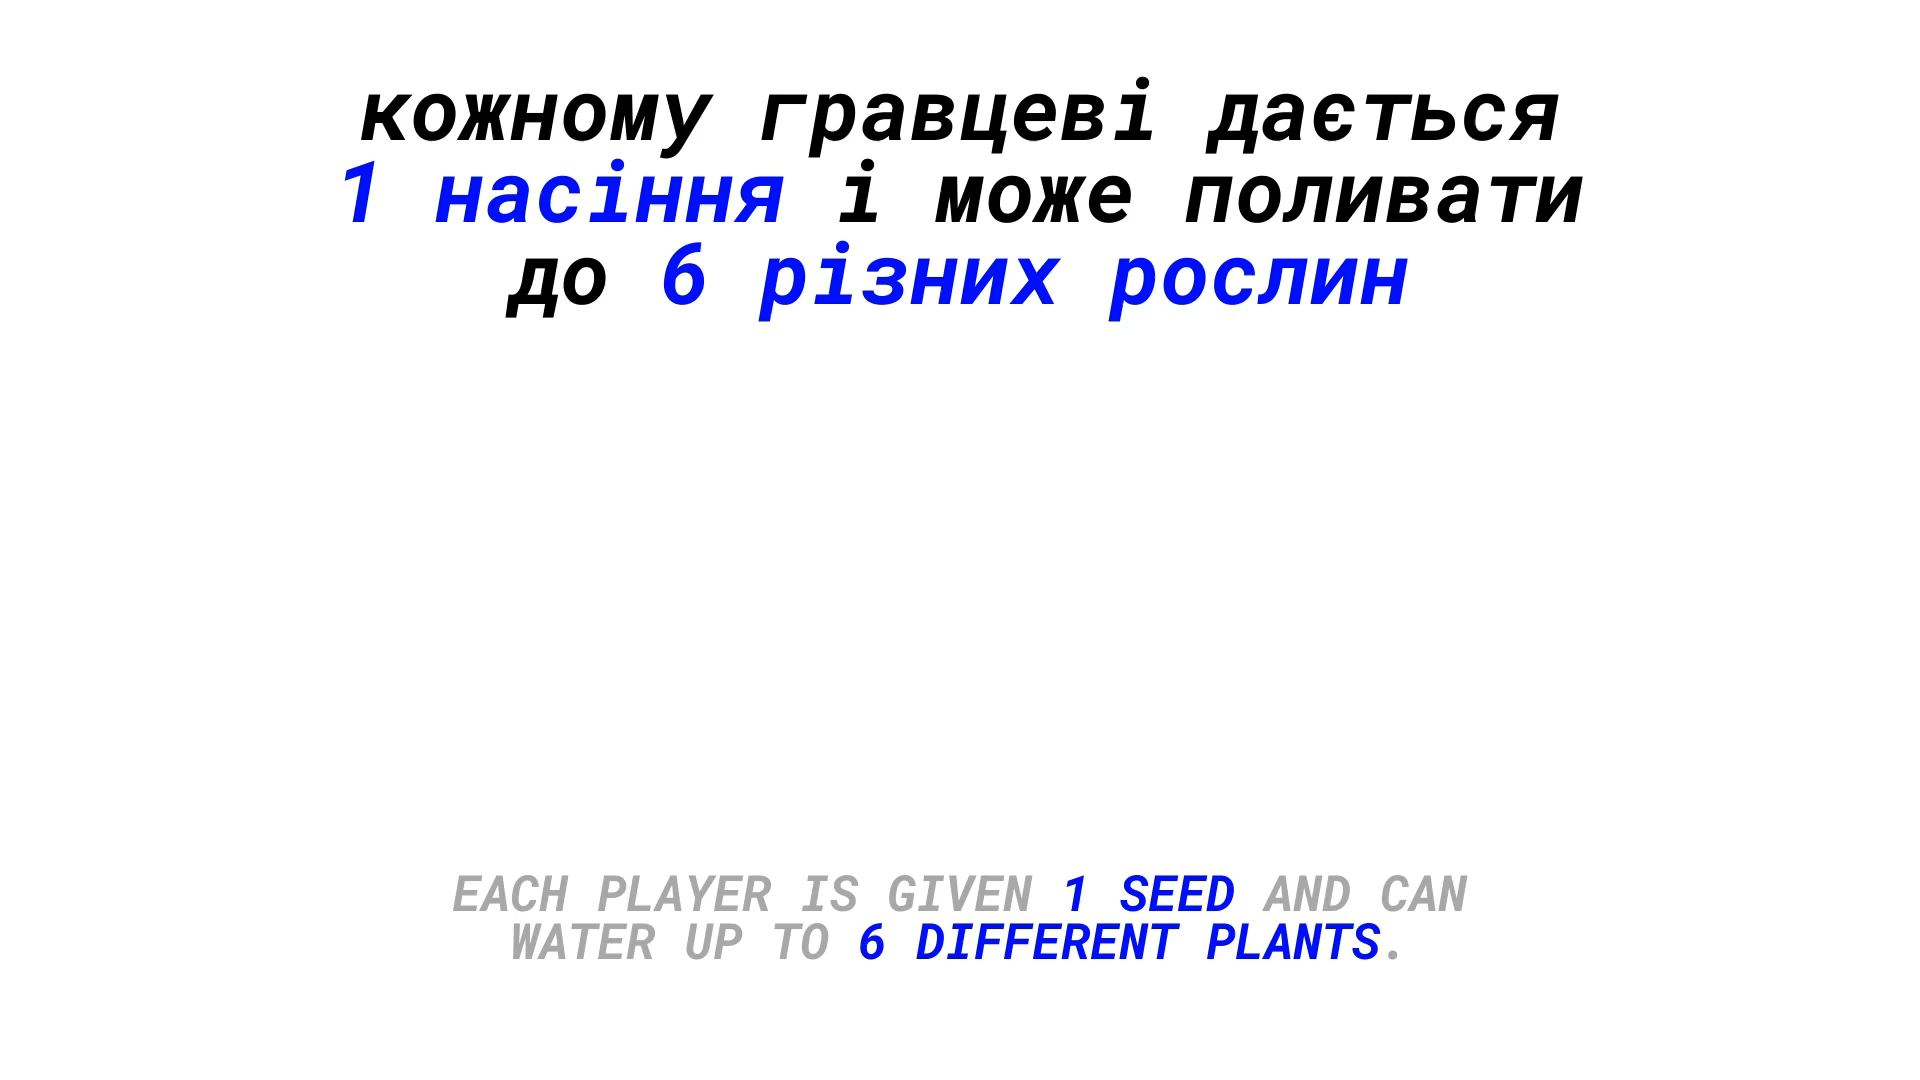 кожному гравцеві дається
1 насіння і може поливати
до 6 різних рослин
EACH PLAYER IS GIVEN 1 SEED AND CAN
WATER UP TO 6 DIFFERENT PLANTS.